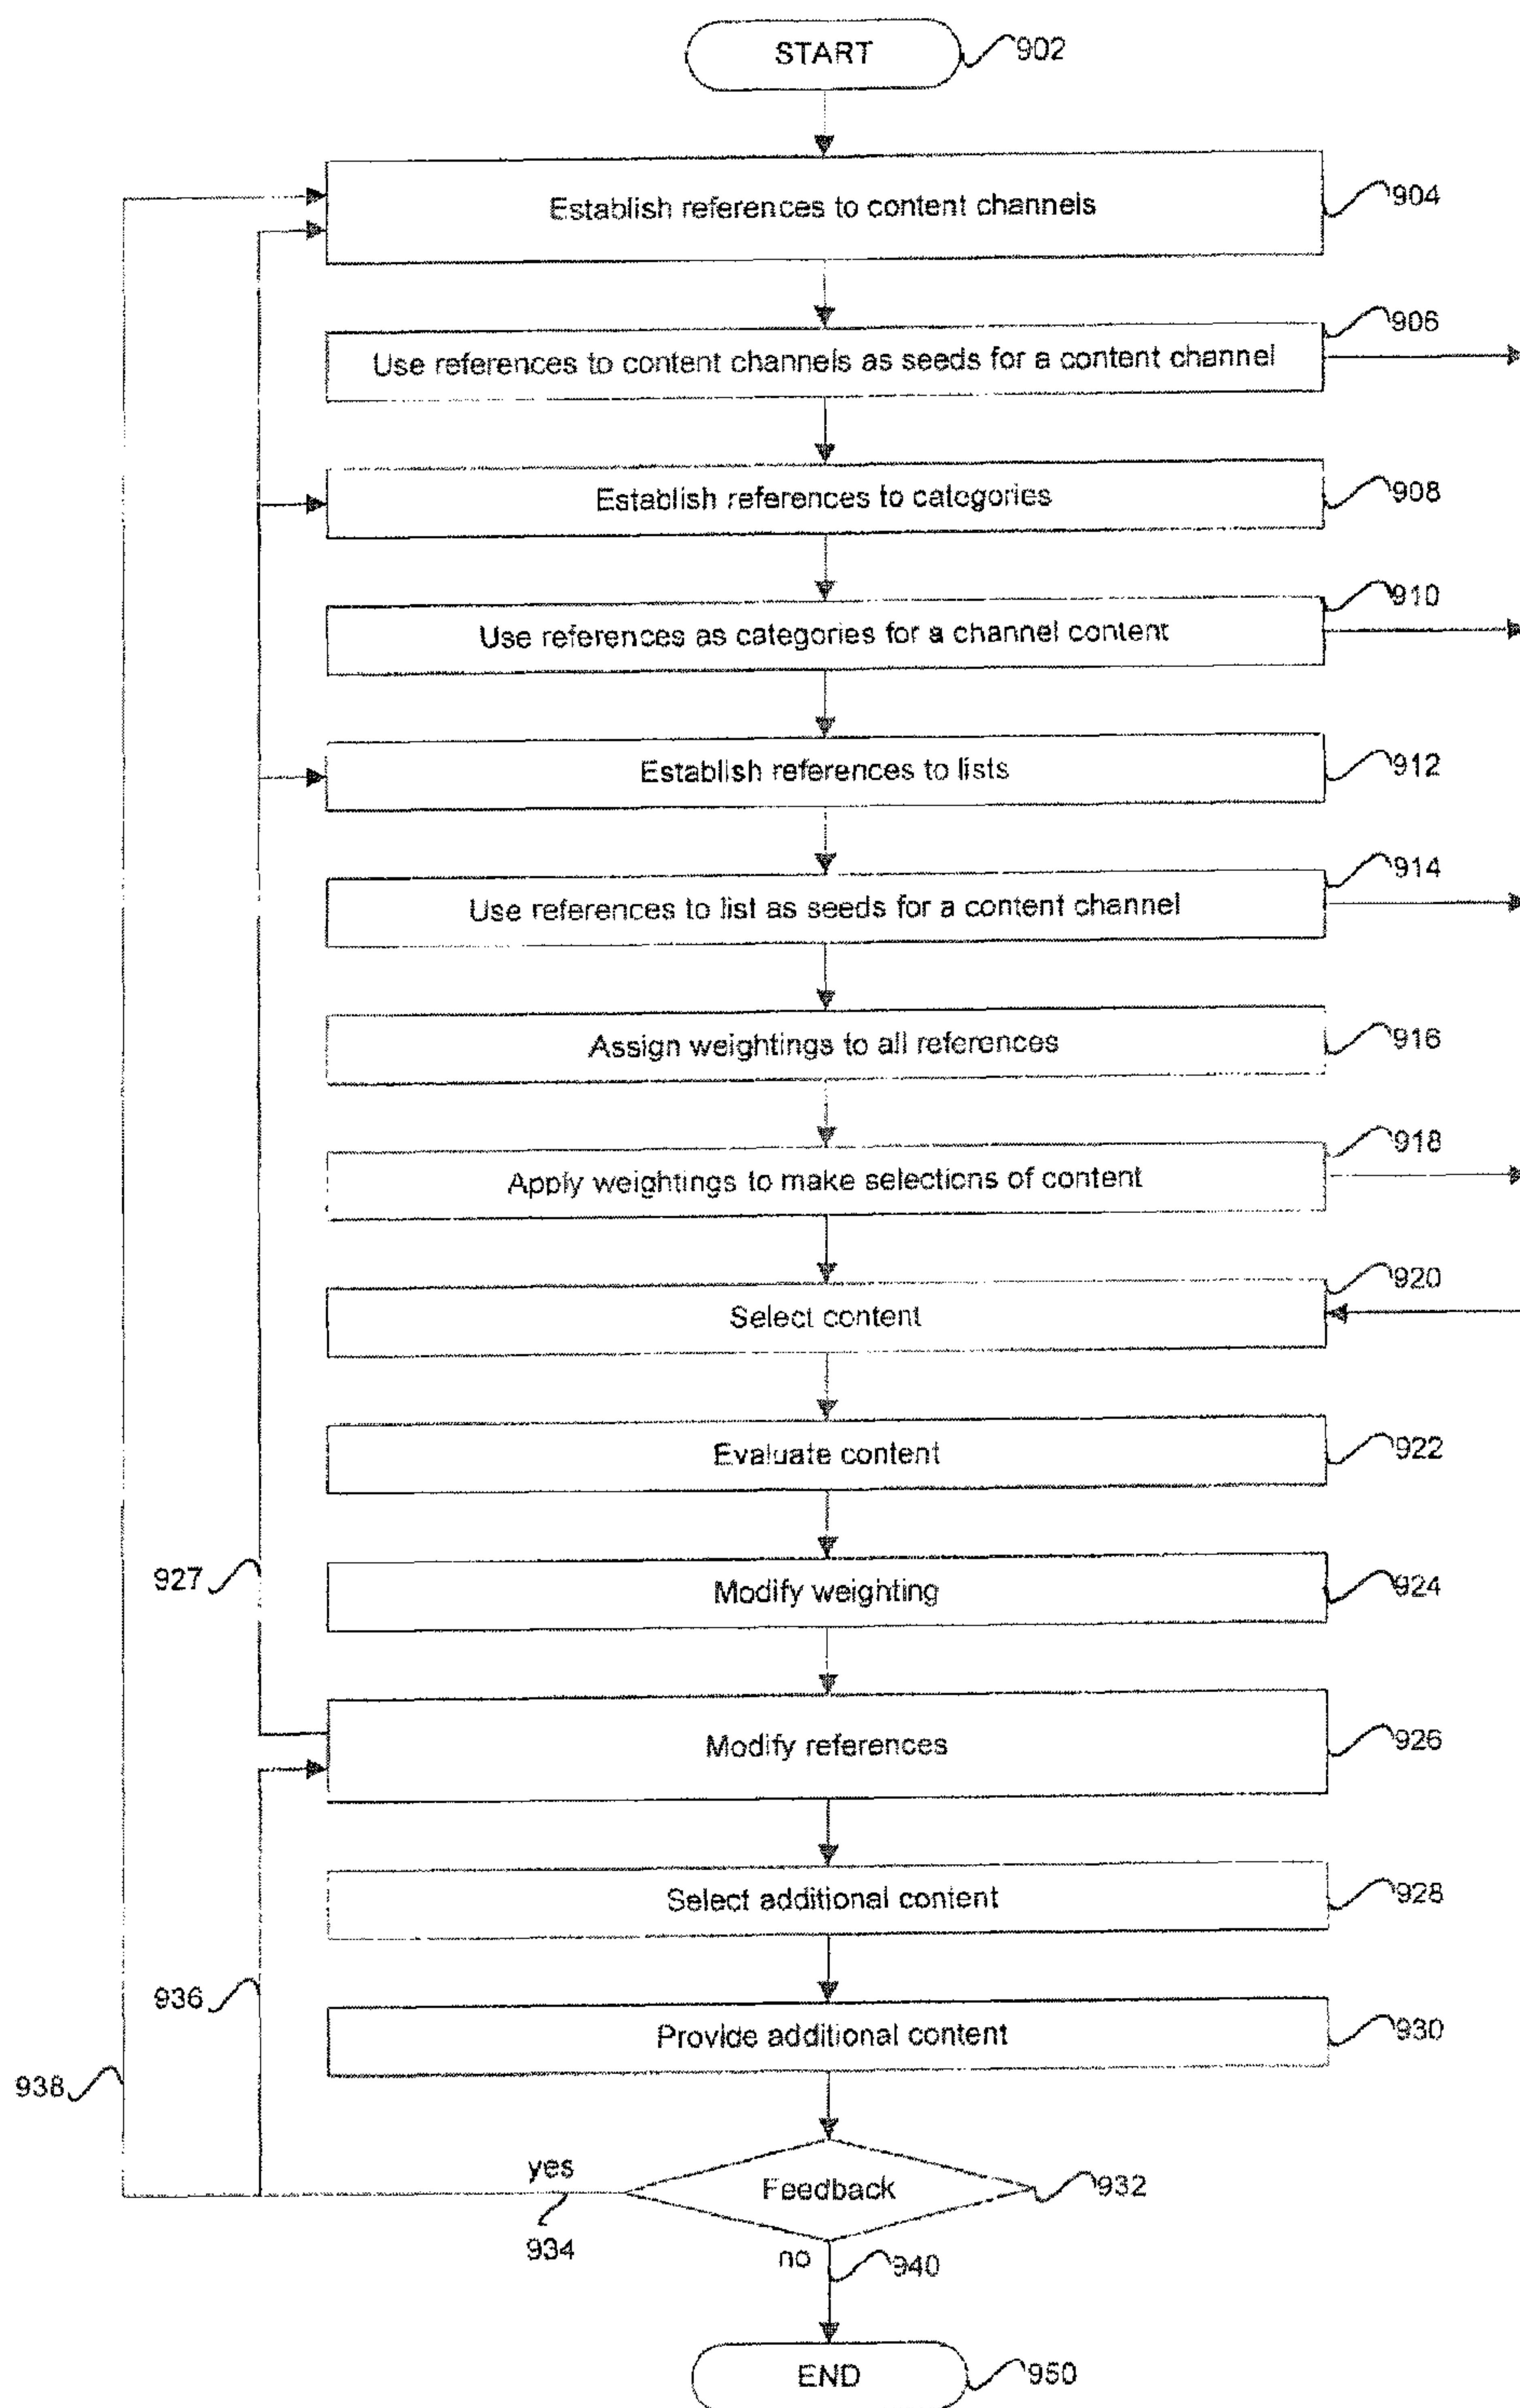 START
902
Establish references to content channels
904
906
Use references to content channels as seeds for a content channel
Establish references to categories
908
910
Use references as categories for a channel content
Establish references to lists
912
914
Use references to list as seeds for a content channel
Assign weightings to all references
916
918
Apply weightings to make selections of content
920
Select content
Evaluate content
922
927
Modify weighting
924
Modify references
926
Select additional content
928
936
Provide additional content
930
938
yes
Feedback
932
934
no
940
END
950